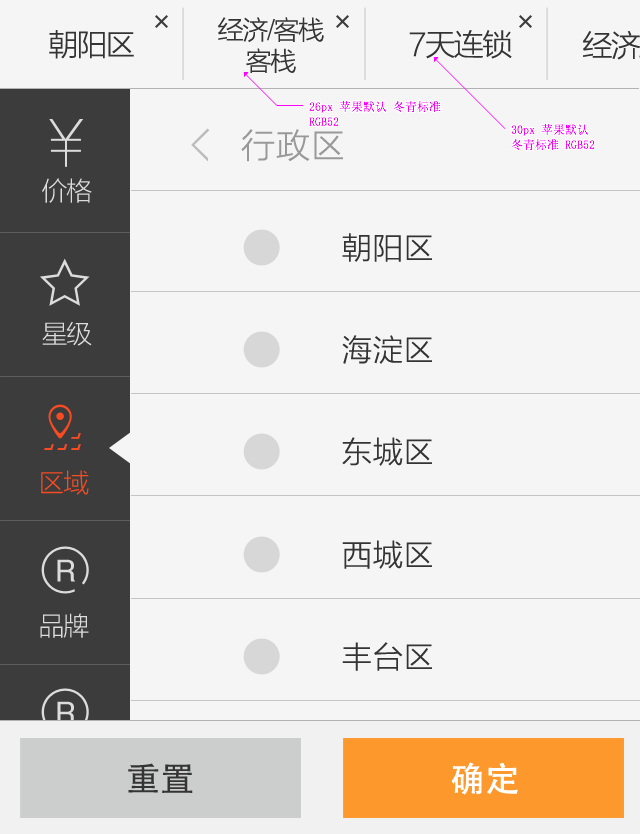 朝阳区
经济/客栈
客栈
7天连锁
经济
26px 苹果默认 冬青标准
RGB52
30px 苹果默认
冬青标准 RGB52
¥
价格
星级
区域
R
品牌
R
行政区
朝阳区
海淀区
东城区
西城区
丰台区
重置
确定